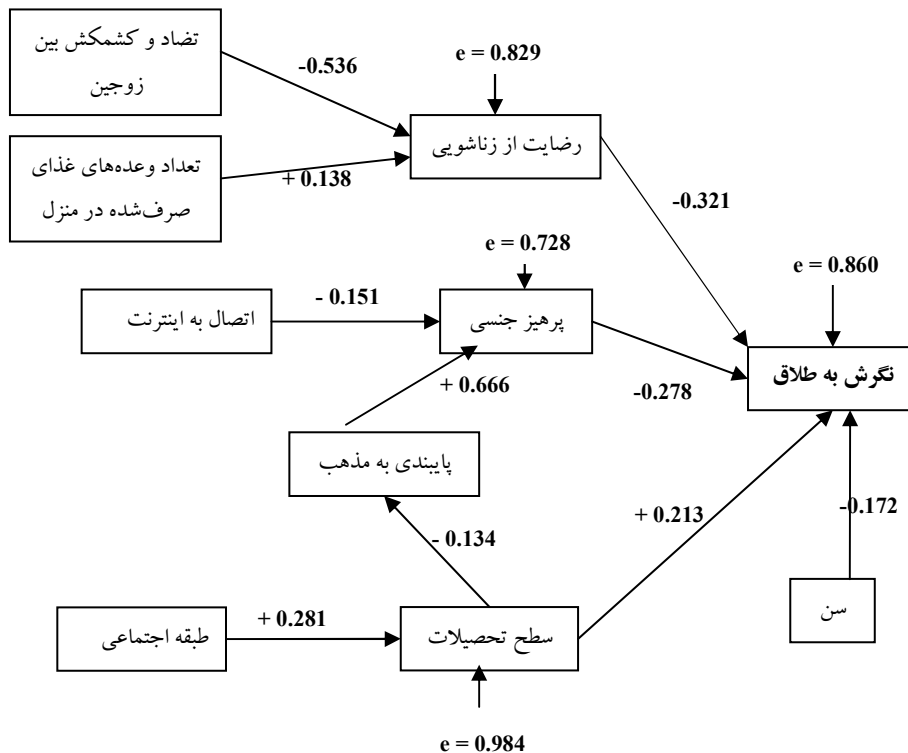 تضاد و کشمکش بین
زوجین
-0.536
e = 0.829
رضایت از زناشویی
تعداد وعده‌های غذای
صرف‌شده در منزل
+ 0.138
-0.321
e = 0.728
e = 0.860
اتصال به اینترنت
- 0.151
پرهیز جنسی
نگرش به طلاق
-0.278
+ 0.666
پایبندی به مذهب
+ 0.213
-0.172
- 0.134
سن
طبقه اجتماعی
+ 0.281
سطح تحصیلات
e = 0.984